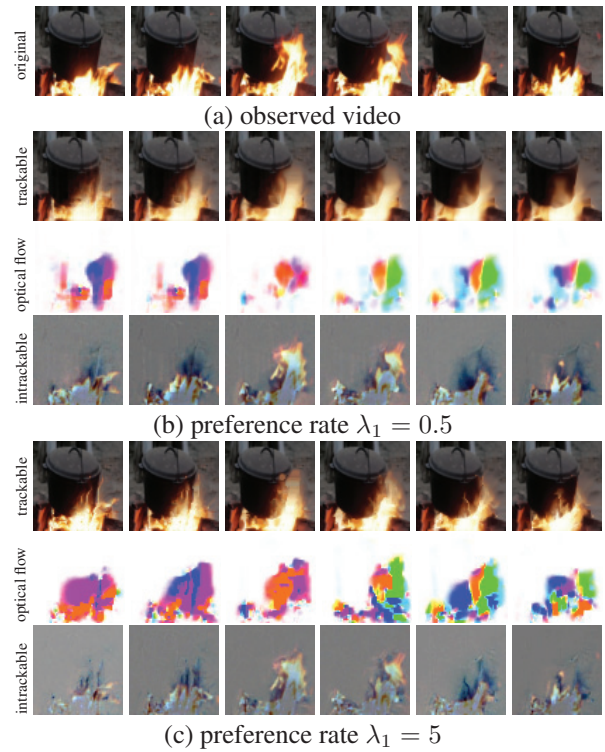 original
(a) observed video
trackable
optical flow
intrackable
(b) preference rate λ₁ = 0.5
trackable
optical flow
intrackable
(c) preference rate λ₁ = 5